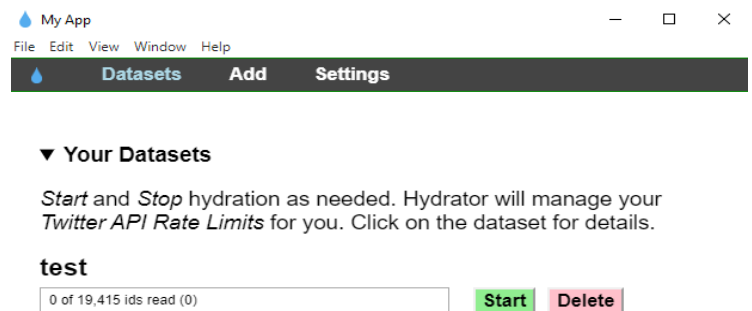 My App
File Edit View Window Help
Datasets Add Settings
Your Datasets
Start and Stop hydration as needed. Hydrator will manage your
Twitter API Rate Limits for you. Click on the dataset for details.
test
0 of 19,415 ids read (0) Start Delete